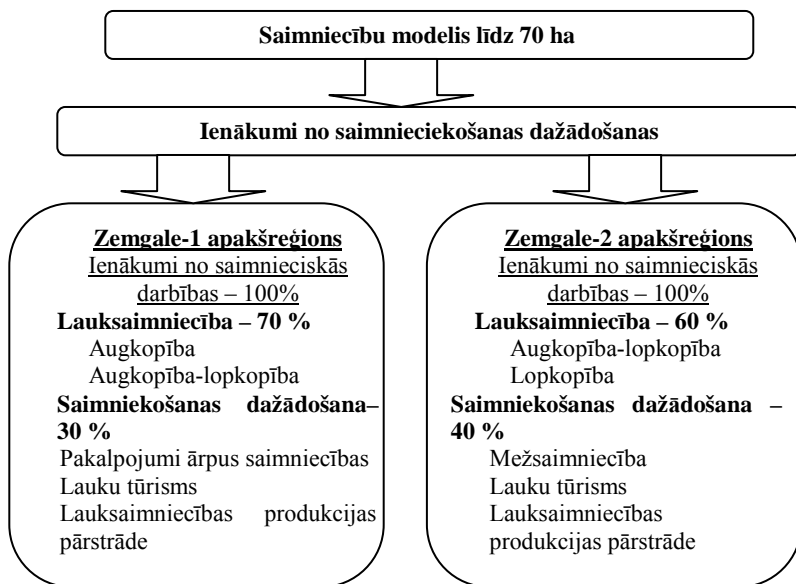 Saimniecību modelis līdz 70 ha
Ienākumi no saimnieciekošanas dažādošanas
Zemgale-1 apakšreģions
Ienākumi no saimnieciskās
darbības – 100%
Lauksaimniecība – 70 %
Augkopība
Augkopība-lopkopība
Saimniekošanas dažādošana–
30 %
Pakalpojumi ārpus saimniecības
Lauku tūrisms
Lauksaimniecības produkcijas
pārstrāde
Zemgale-2 apakšreģions
Ienākumi no saimnieciskās
darbības – 100%
Lauksaimniecība – 60 %
Augkopība-lopkopība
Lopkopība
Saimniekošanas dažādošana –
40 %
Mežsaimniecība
Lauku tūrisms
Lauksaimniecības
produkcijas pārstrāde